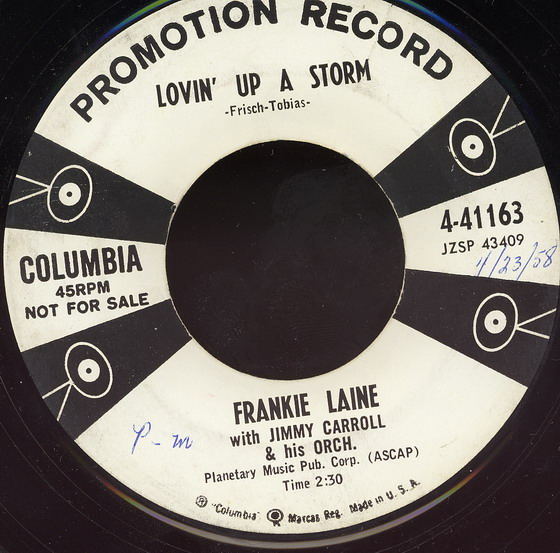 PROMOTION RECORD
LOVIN' UP A STORM
-Frisch-Tobias-
4-41163
JZSP 43409
4/23/58
COLUMBIA
45RPM
NOT FOR SALE
FRANKIE LAINE
with JIMMY CARROLL
& his ORCH.
Planetary Music Pub. Corp. (ASCAP)
Time 2:30
P-m
® "Columbia" Marcas Reg. Made in U. S. A.